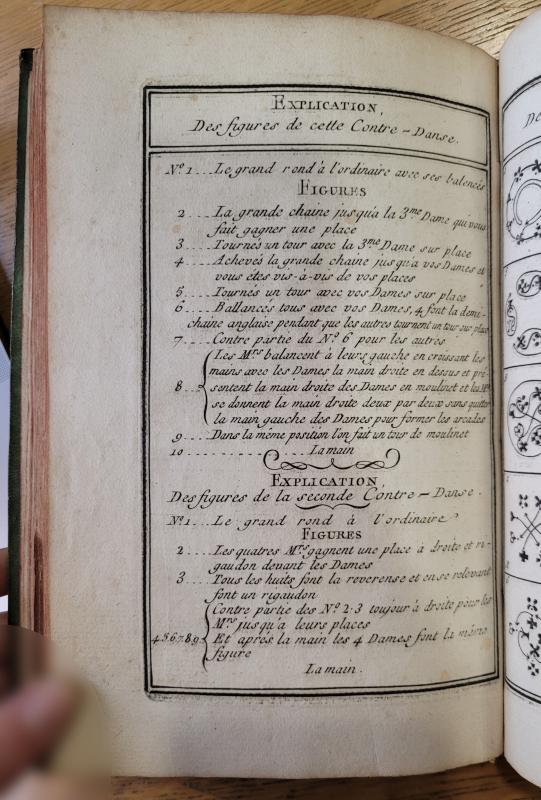 EXPLICATION,
Des figures de cette Contre-Danse.
Nº. 1 ... Le grand rond à l'ordinaire avec ses balencés
FIGURES
2 .... La grande chaine jusqu'a la 3.me Dame qui vous
fait gagner une place
3 .... Tournés un tour avec la 3.me Dame sur place
4 .... Achevés la grande chaine jusqu'a vos Dames et
vous êtes vis-à-vis de vos places
5 .... Tournés un tour avec vos Dames sur place
6 .... Ballancés tous avec vos Dames, 4 font la demi-
chaine anglaise pendant que les autres tournent un tour sur place
7 .... Contre partie du Nº. 6 pour les autres
Les M.rs balancent à leurs gauche en croissant les
mains avec les Dames la main droite en dessus et pré-
8 ... sentent la main droite des Dames en moulinet et les M.rs
se donnent la main droite deux par deux sans quitter
la main gauche des Dames pour former les arcades
9 .... Dans la même position l'on fait un tour de moulinet
10 ................ La main
EXPLICATION,
Des figures de la seconde Contre-Danse.
Nº. 1 ... Le grand rond à l'ordinaire
FIGURES
2 .... Les quatres M.rs gagnent une place à droite et ri-
gaudon devant les Dames
3 .... Tous les huits font la reverense et en se relevant
font un rigaudon
Contre partie des Nº. 2·3 toujour à droite pour les
M.rs jusqu'a leurs places
4.5.6.7.8.9 Et après la main les 4 Dames font la même
figure
La main.
DE